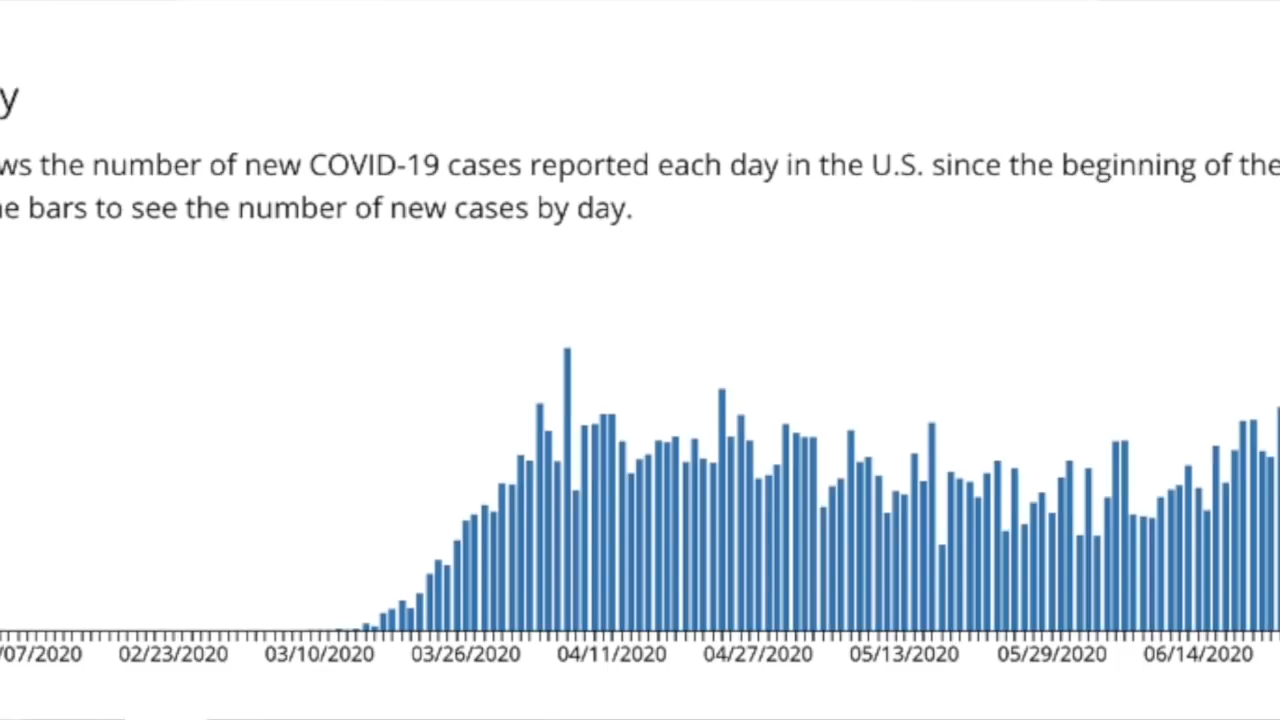 y
ws the number of new COVID-19 cases reported each day in the U.S. since the beginning of the
e bars to see the number of new cases by day.
/07/2020 02/23/2020 03/10/2020 03/26/2020 04/11/2020 04/27/2020 05/13/2020 05/29/2020 06/14/2020